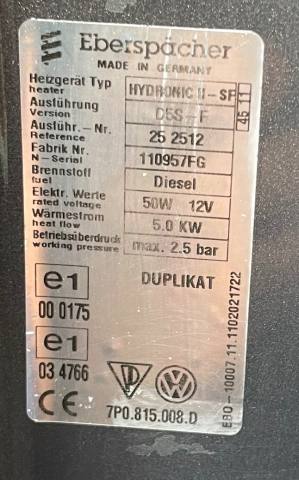 Eberspächer
MADE IN GERMANY
Heizgerät Typ HYDRONIC II-SF
heater
Ausführung D5S-F
Version
Ausführ.-Nr. 25 2512
Reference
Fabrik Nr. 110957FG
N-Serial
Brennstoff Diesel
fuel
Elektr. Werte 50W 12V
rated voltage
Wärmestrom 5.0 KW
heat flow
Betriebsüberdruck max. 2.5 bar
working pressure
45 11
e1 DUPLIKAT
00 0175
e1
03 4766
CE 7P0.815.008.D
EBO-10007.11.1102021722